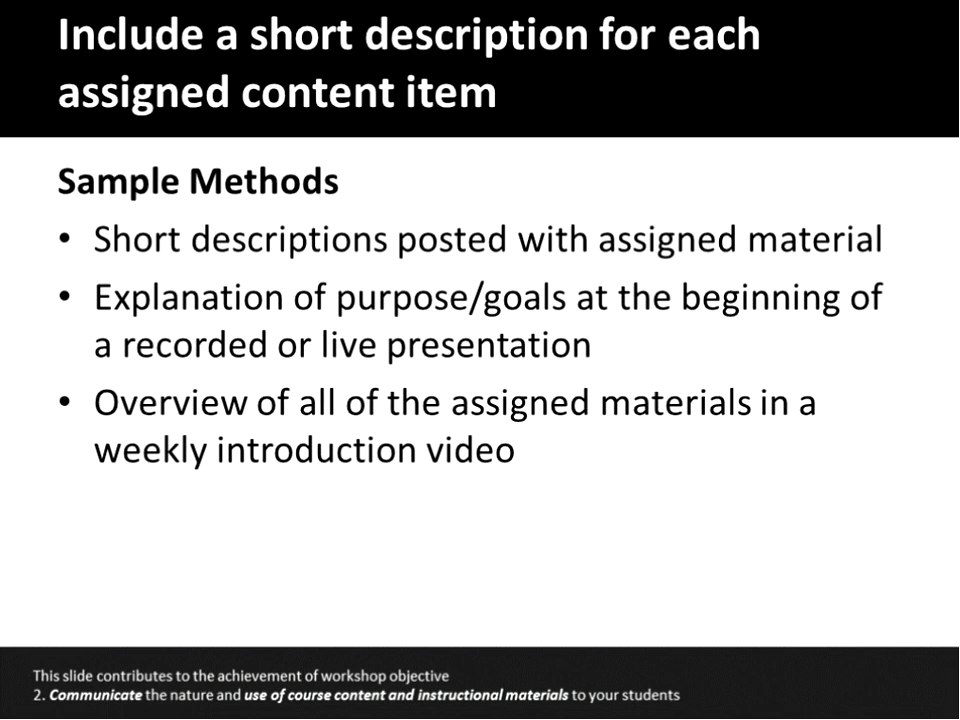 Include a short description for each
assigned content item
Sample Methods
• Short descriptions posted with assigned material
• Explanation of purpose/goals at the beginning of
a recorded or live presentation
• Overview of all of the assigned materials in a
weekly introduction video
This slide contributes to the achievement of workshop objective
2. Communicate the nature and use of course content and instructional materials to your students